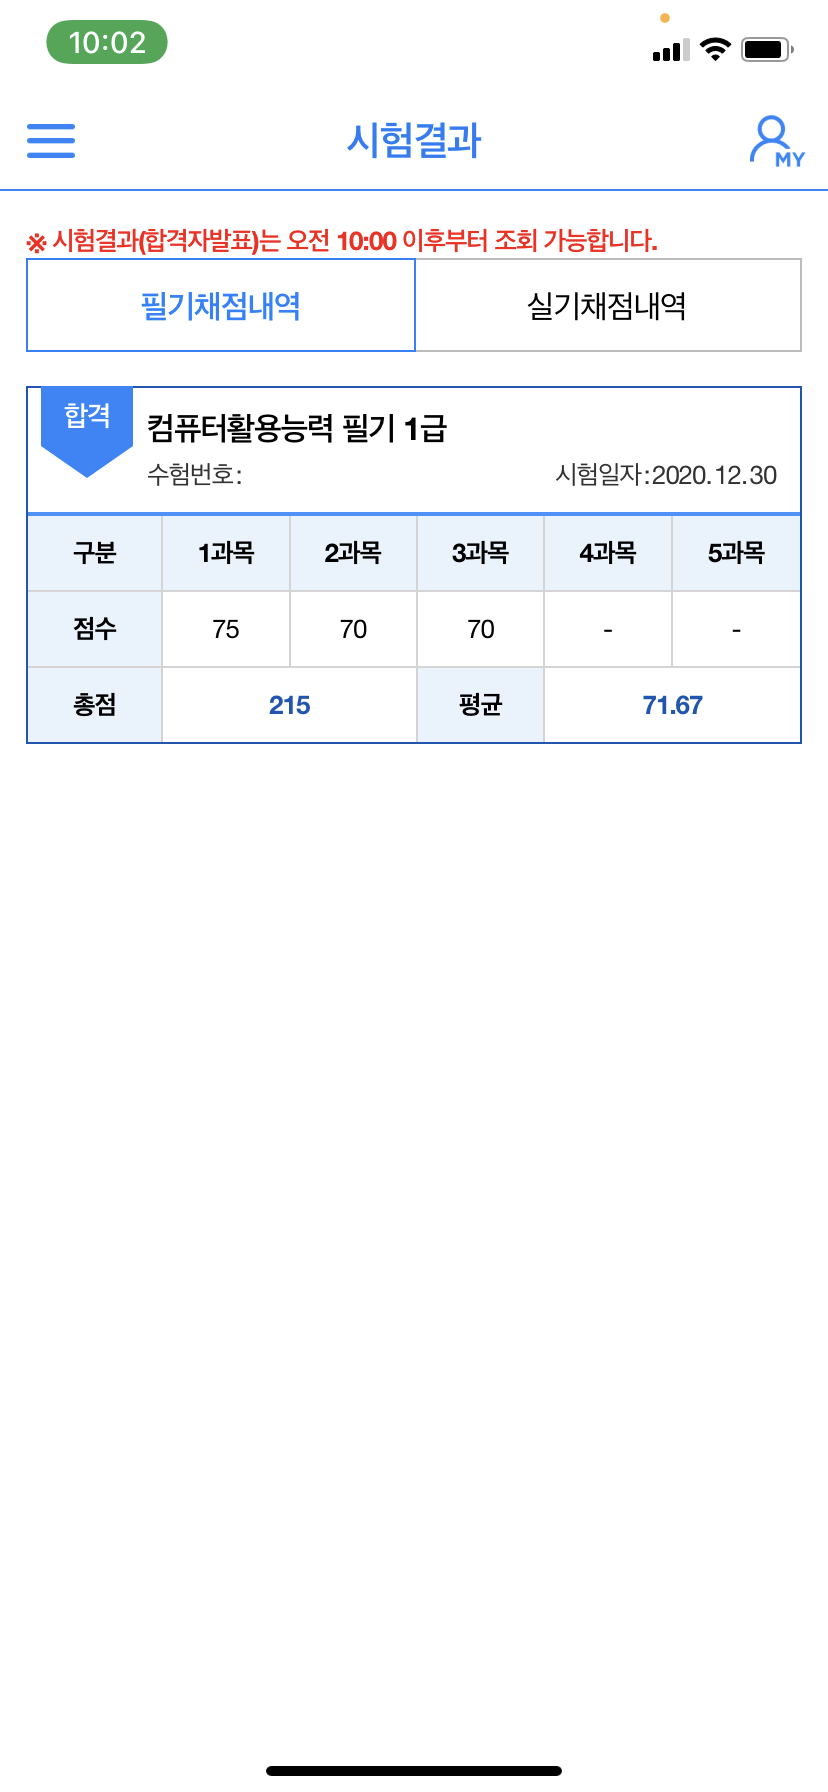 10:02
시험결과
MY
※ 시험결과(합격자발표)는 오전 10:00 이후부터 조회 가능합니다.
필기채점내역 실기채점내역
합격
컴퓨터활용능력 필기 1급
수험번호: 시험일자:2020.12.30
구분 1과목 2과목 3과목 4과목 5과목
점수 75 70 70 - -
총점 215 평균 71.67